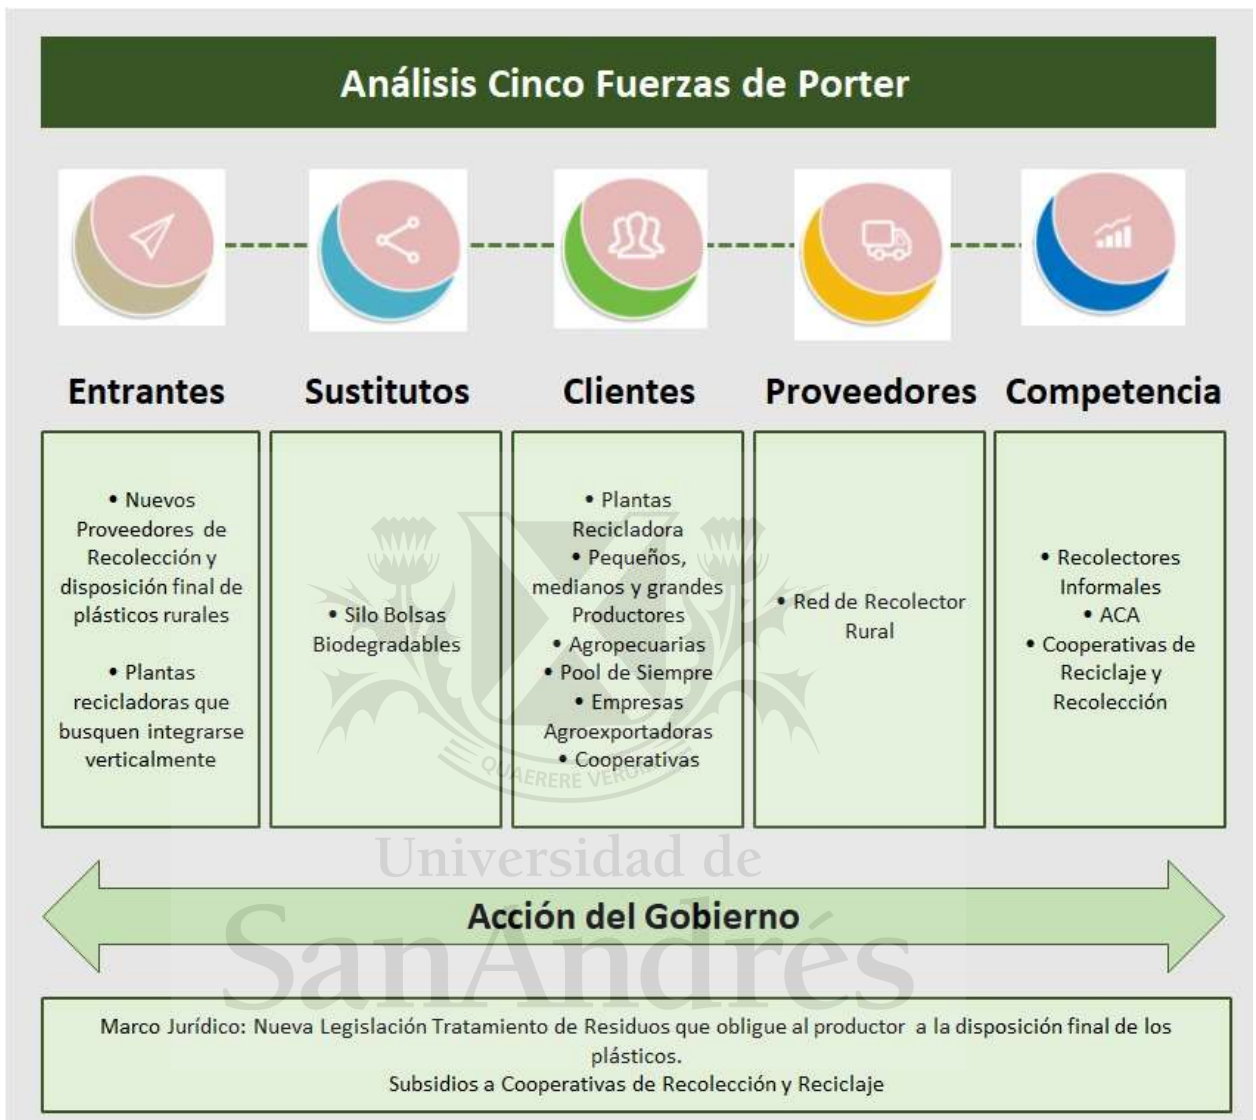 Análisis Cinco Fuerzas de Porter
Entrantes
• Nuevos
Proveedores de
Recolección y
disposición final de
plásticos rurales
• Plantas
recicladoras que
busquen integrarse
verticalmente
Sustitutos
• Silo Bolsas
Biodegradables
Clientes
• Plantas
Recicladora
• Pequeños,
medianos y grandes
Productores
• Agropecuarias
• Pool de Siempre
• Empresas
Agroexportadoras
• Cooperativas
Proveedores
• Red de Recolector
Rural
Competencia
• Recolectores
Informales
• ACA
• Cooperativas de
Reciclaje y
Recolección
QUAERERE
Universidad de
SanAndrés
Acción del Gobierno
Marco Jurídico: Nueva Legislación Tratamiento de Residuos que obligue al productor a la disposición final de los
plásticos.
Subsidios a Cooperativas de Recolección y Reciclaje